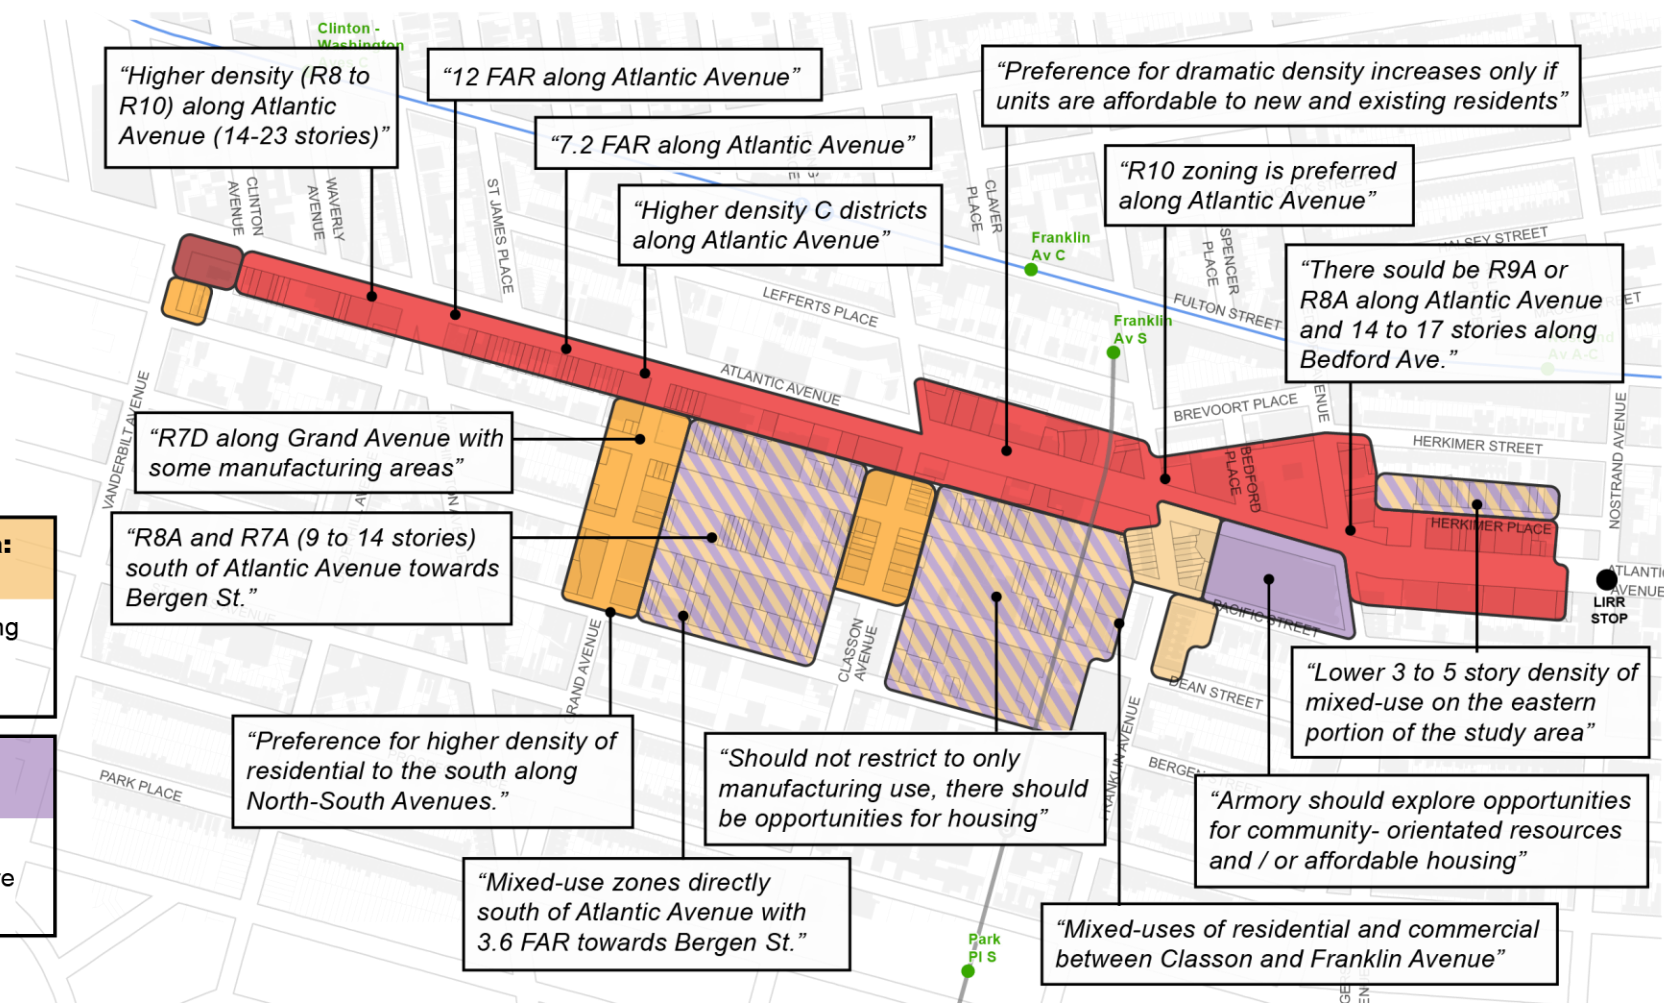 Clinton -
Washington
“Higher density (R8 to
R10) along Atlantic
Avenue (14-23 stories)”
“12 FAR along Atlantic Avenue”
“7.2 FAR along Atlantic Avenue”
“Higher density C districts
along Atlantic Avenue”
“Preference for dramatic density increases only if
units are affordable to new and existing residents”
“R10 zoning is preferred
along Atlantic Avenue”
“There sould be R9A or
R8A along Atlantic Avenue
and 14 to 17 stories along
Bedford Ave.”
CLINTON
AVENUE
WAVERLY
AVENUE
ST JAMES PLACE
CLAVER
PLACE
SPENCER
PLACE
Franklin
Av C
Franklin
Av S
Av A-C
LEFFERTS PLACE
FULTON STREET
ATLANTIC AVENUE
BREVOORT PLACE
HERKIMER STREET
BEDFORD
PLACE
HERKIMER PLACE
NOSTRAND AVENUE
VANDERBILT AVENUE
ATLANTIC
AVENUE
LIRR
STOP
“R7D along Grand Avenue with
some manufacturing areas”
“R8A and R7A (9 to 14 stories)
south of Atlantic Avenue towards
Bergen St.”
PACIFIC STREET
CLASSON
AVENUE
GRAND AVENUE
DEAN STREET
FRANKLIN AVENUE
“Lower 3 to 5 story density of
mixed-use on the eastern
portion of the study area”
“Preference for higher density of
residential to the south along
North-South Avenues.”
“Should not restrict to only
manufacturing use, there should
be opportunities for housing”
“Armory should explore opportunities
for community- orientated resources
and / or affordable housing”
PARK PLACE
“Mixed-use zones directly
south of Atlantic Avenue with
3.6 FAR towards Bergen St.”
“Mixed-uses of residential and commercial
between Classon and Franklin Avenue”
Park
Pl S